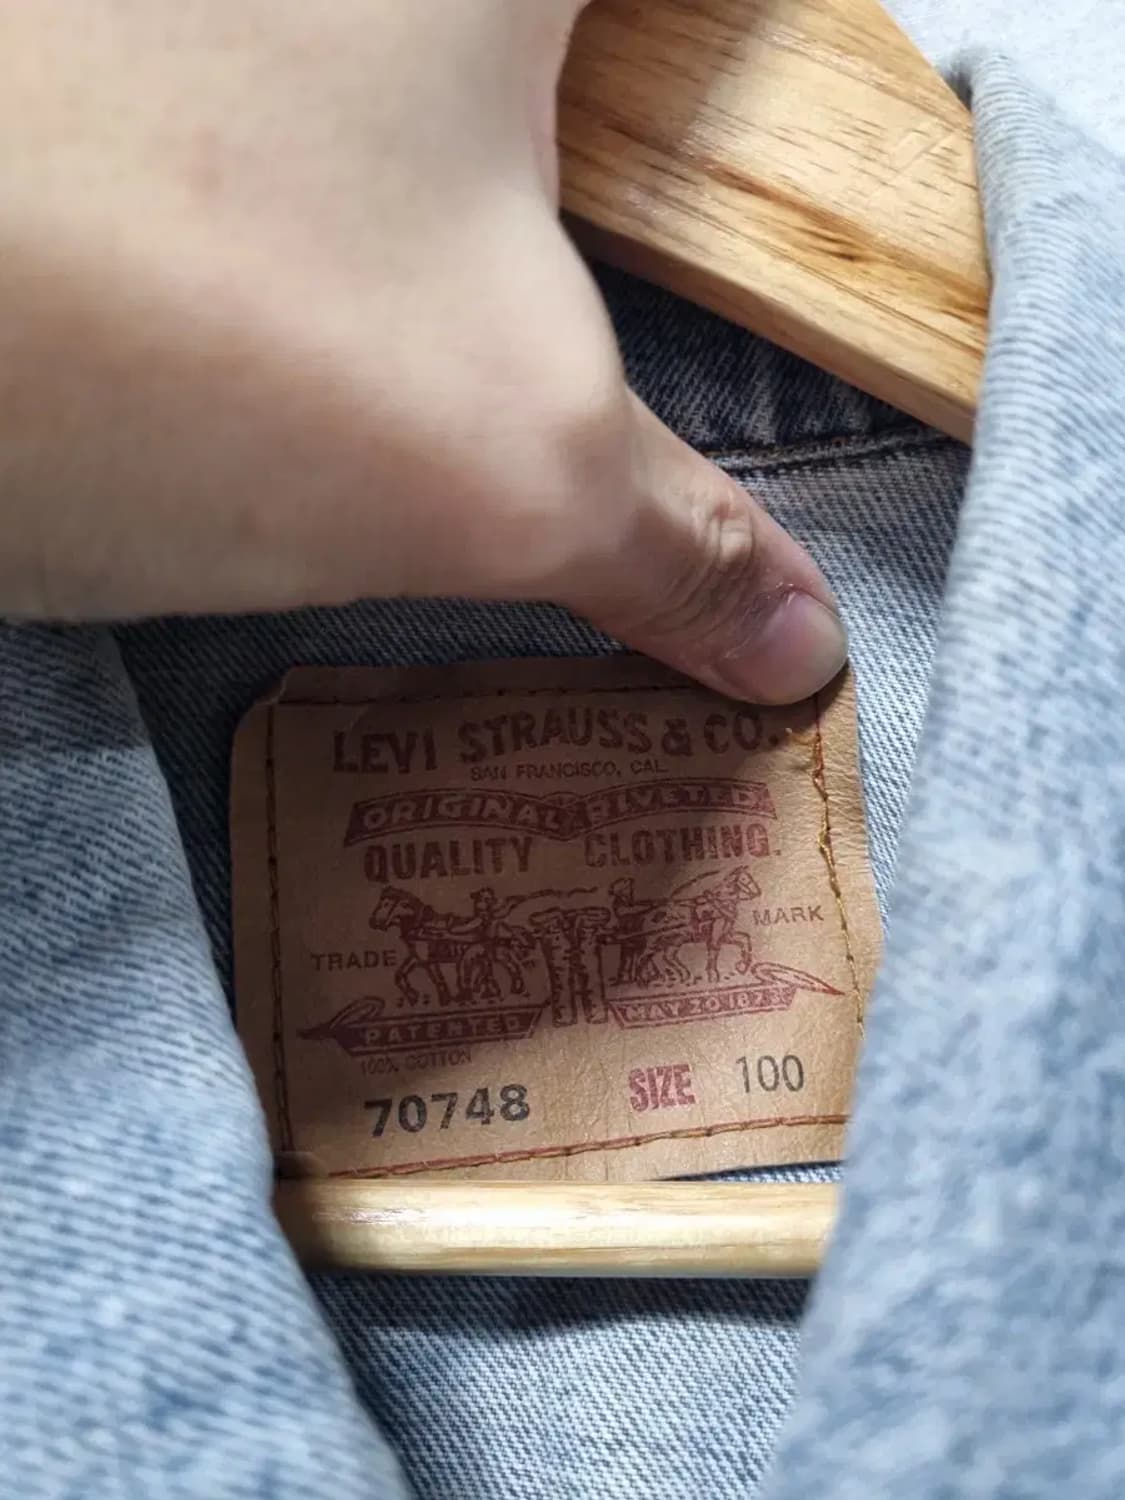 LEVI STRAUSS & CO.
SAN FRANCISCO, CAL.
ORIGINAL RIVETED
QUALITY CLOTHING.
TRADE MARK
PATENTED MAY 20 1873
100% COTTON
70748 SIZE 100